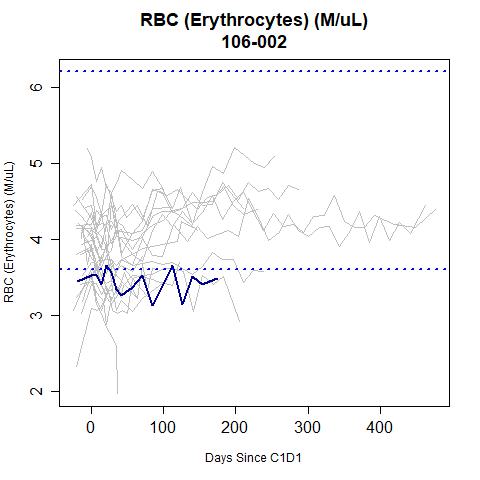 RBC (Erythrocytes) (M/uL)
106-002
RBC (Erythrocytes) (M/uL)
6
5
4
3
2
0 100 200 300 400
Days Since C1D1